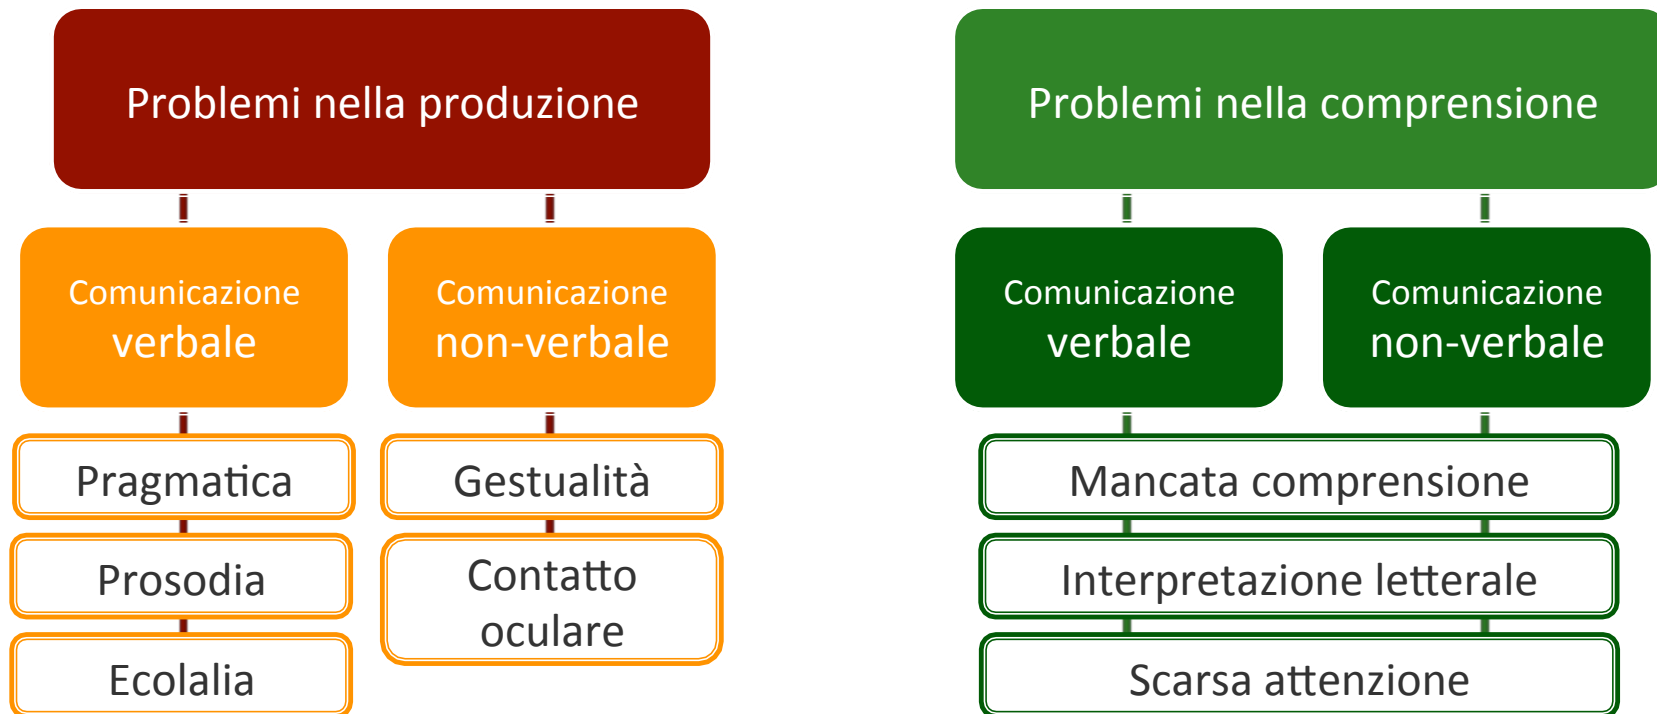 Problemi nella produzione
Comunicazione
verbale
Comunicazione
non-verbale
Pragmatica
Prosodia
Ecolalia
Gestualità
Contatto
oculare
Problemi nella comprensione
Comunicazione
verbale
Comunicazione
non-verbale
Mancata comprensione
Interpretazione letterale
Scarsa attenzione